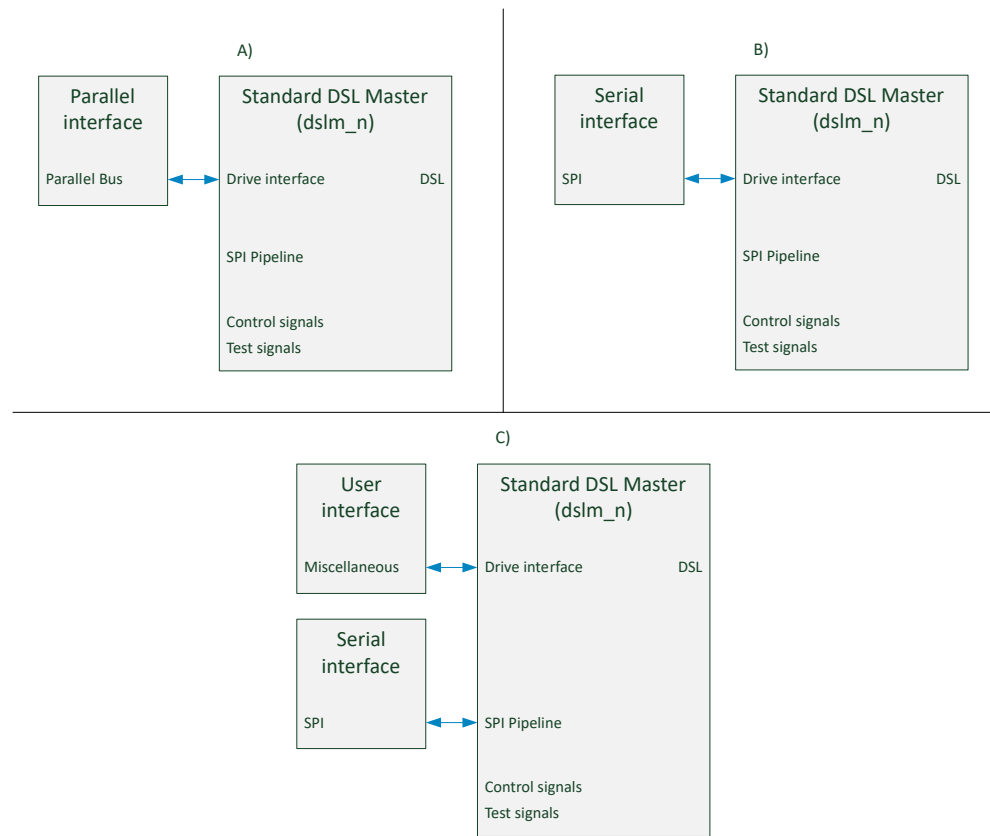 A)
Parallel
interface
Parallel Bus
Standard DSL Master
(dslm_n)
Drive interface
DSL
SPI Pipeline
Control signals
Test signals
B)
Serial
interface
SPI
Standard DSL Master
(dslm_n)
Drive interface
DSL
SPI Pipeline
Control signals
Test signals
C)
User
interface
Miscellaneous
Serial
interface
SPI
Standard DSL Master
(dslm_n)
Drive interface
DSL
SPI Pipeline
Control signals
Test signals